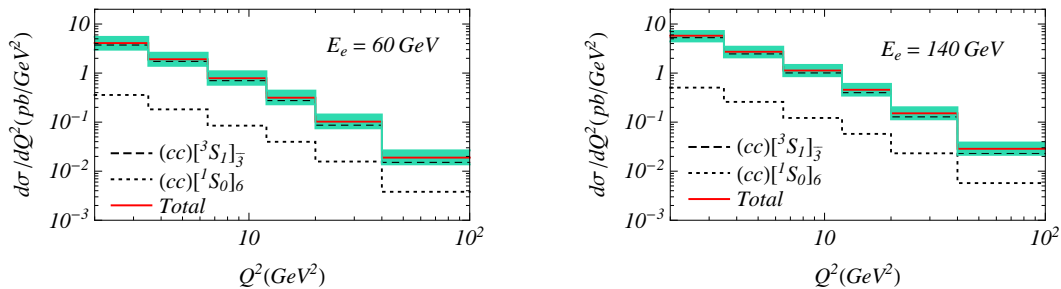 10
1
10⁻¹
10⁻²
10⁻³
dσ/dQ²(pb/GeV²)
E_e = 60 GeV
(cc)[³S₁]_3̅
(cc)[¹S₀]₆
Total
10
10²
Q²(GeV²)
10
1
10⁻¹
10⁻²
10⁻³
dσ/dQ²(pb/GeV²)
E_e = 140 GeV
(cc)[³S₁]_3̅
(cc)[¹S₀]₆
Total
10
10²
Q²(GeV²)